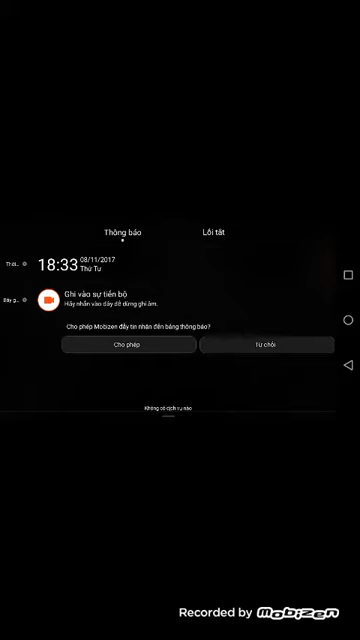 Thông báo Lối tắt
Thời...
18:33 08/11/2017
Thứ Tư
Ghi vào sự tiến bộ
Hãy nhấn vào đây để dừng ghi âm.
Cho phép Mobizen đẩy tin nhắn đến bảng thông báo?
Cho phép Từ chối
Không có dịch vụ nào
Recorded by Mobizen